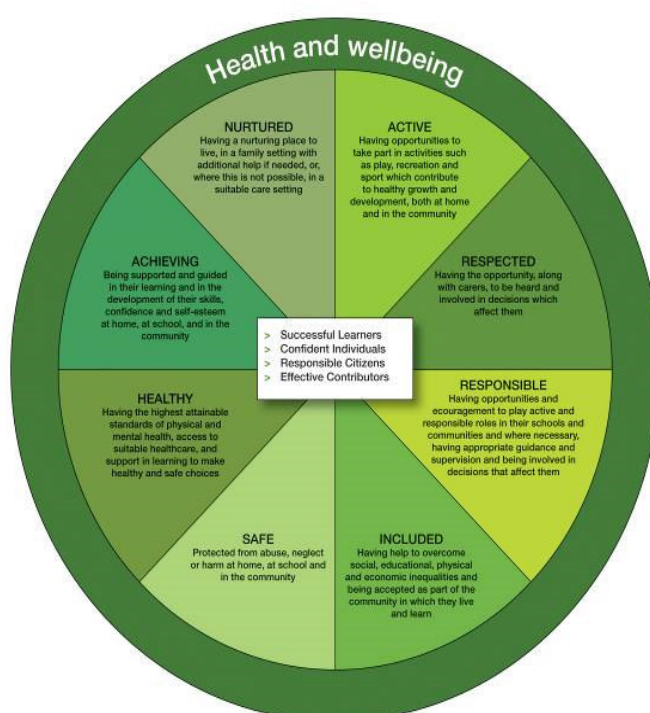 Health and wellbeing
NURTURED
Having a nurturing place to
live, in a family setting with
additional help if needed, or,
where this is not possible, in a
suitable care setting
ACTIVE
Having opportunities to
take part in activities such
as play, recreation and
sport which contribute
to healthy growth and
development, both at home
and in the community
ACHIEVING
Being supported and guided
in their learning and in the
development of their skills,
confidence and self-esteem
at home, at school, and in the
community
RESPECTED
Having the opportunity, along
with carers, to be heard and
involved in decisions which
affect them
> Successful Learners
> Confident Individuals
> Responsible Citizens
> Effective Contributors
HEALTHY
Having the highest attainable
standards of physical and
mental health, access to
suitable healthcare, and
support in learning to make
healthy and safe choices
RESPONSIBLE
Having opportunities and
ecouragement to play active and
responsible roles in their schools and
communities and where necessary,
having appropriate guidance and
supervision and being involved in
decisions that affect them
SAFE
Protected from abuse, neglect
or harm at home, at school and
in the community
INCLUDED
Having help to overcome
social, educational, physical
and economic inequalities and
being accepted as part of the
community in which they live
and learn